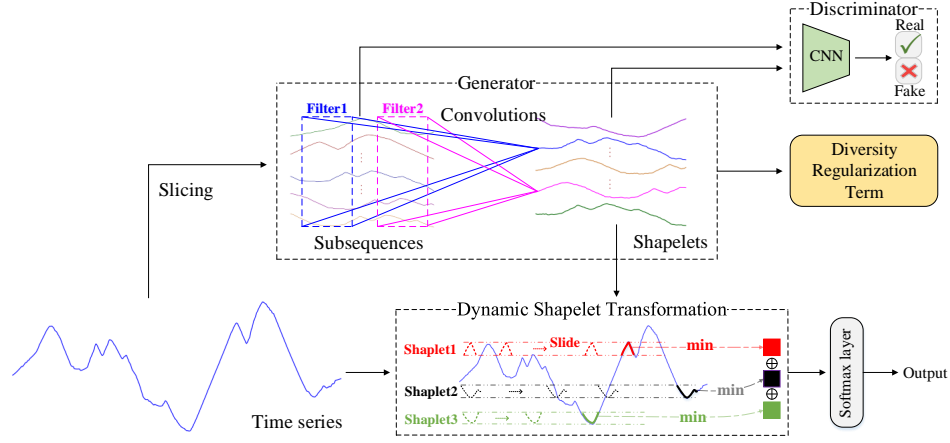 Discriminator
Real
CNN
Fake
Generator
Filter1
Filter2
Convolutions
Slicing
Subsequences
Shapelets
Diversity
Regularization
Term
Dynamic Shapelet Transformation
Shaplet1
Slide
min
Shaplet2
min
Shaplet3
min
Time series
Softmax layer
Output